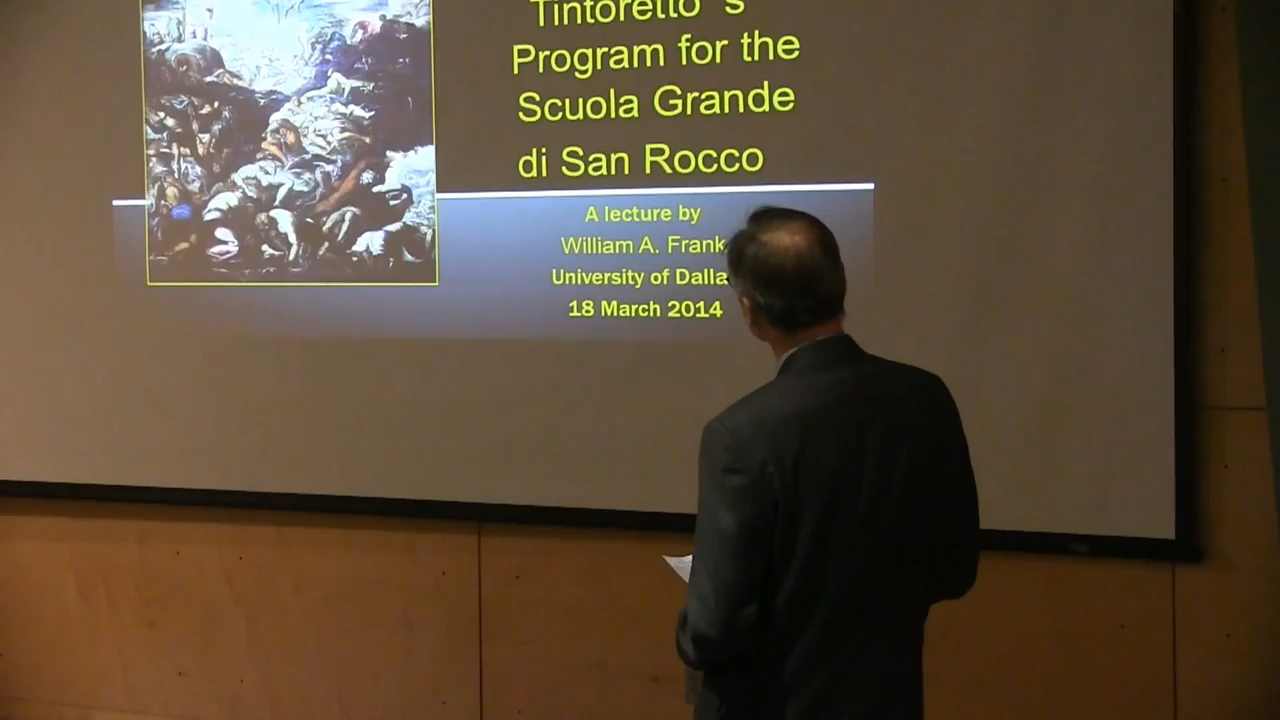 Tintoretto 's
Program for the
Scuola Grande
di San Rocco
A lecture by
William A. Frank
University of Dalla
18 March 2014